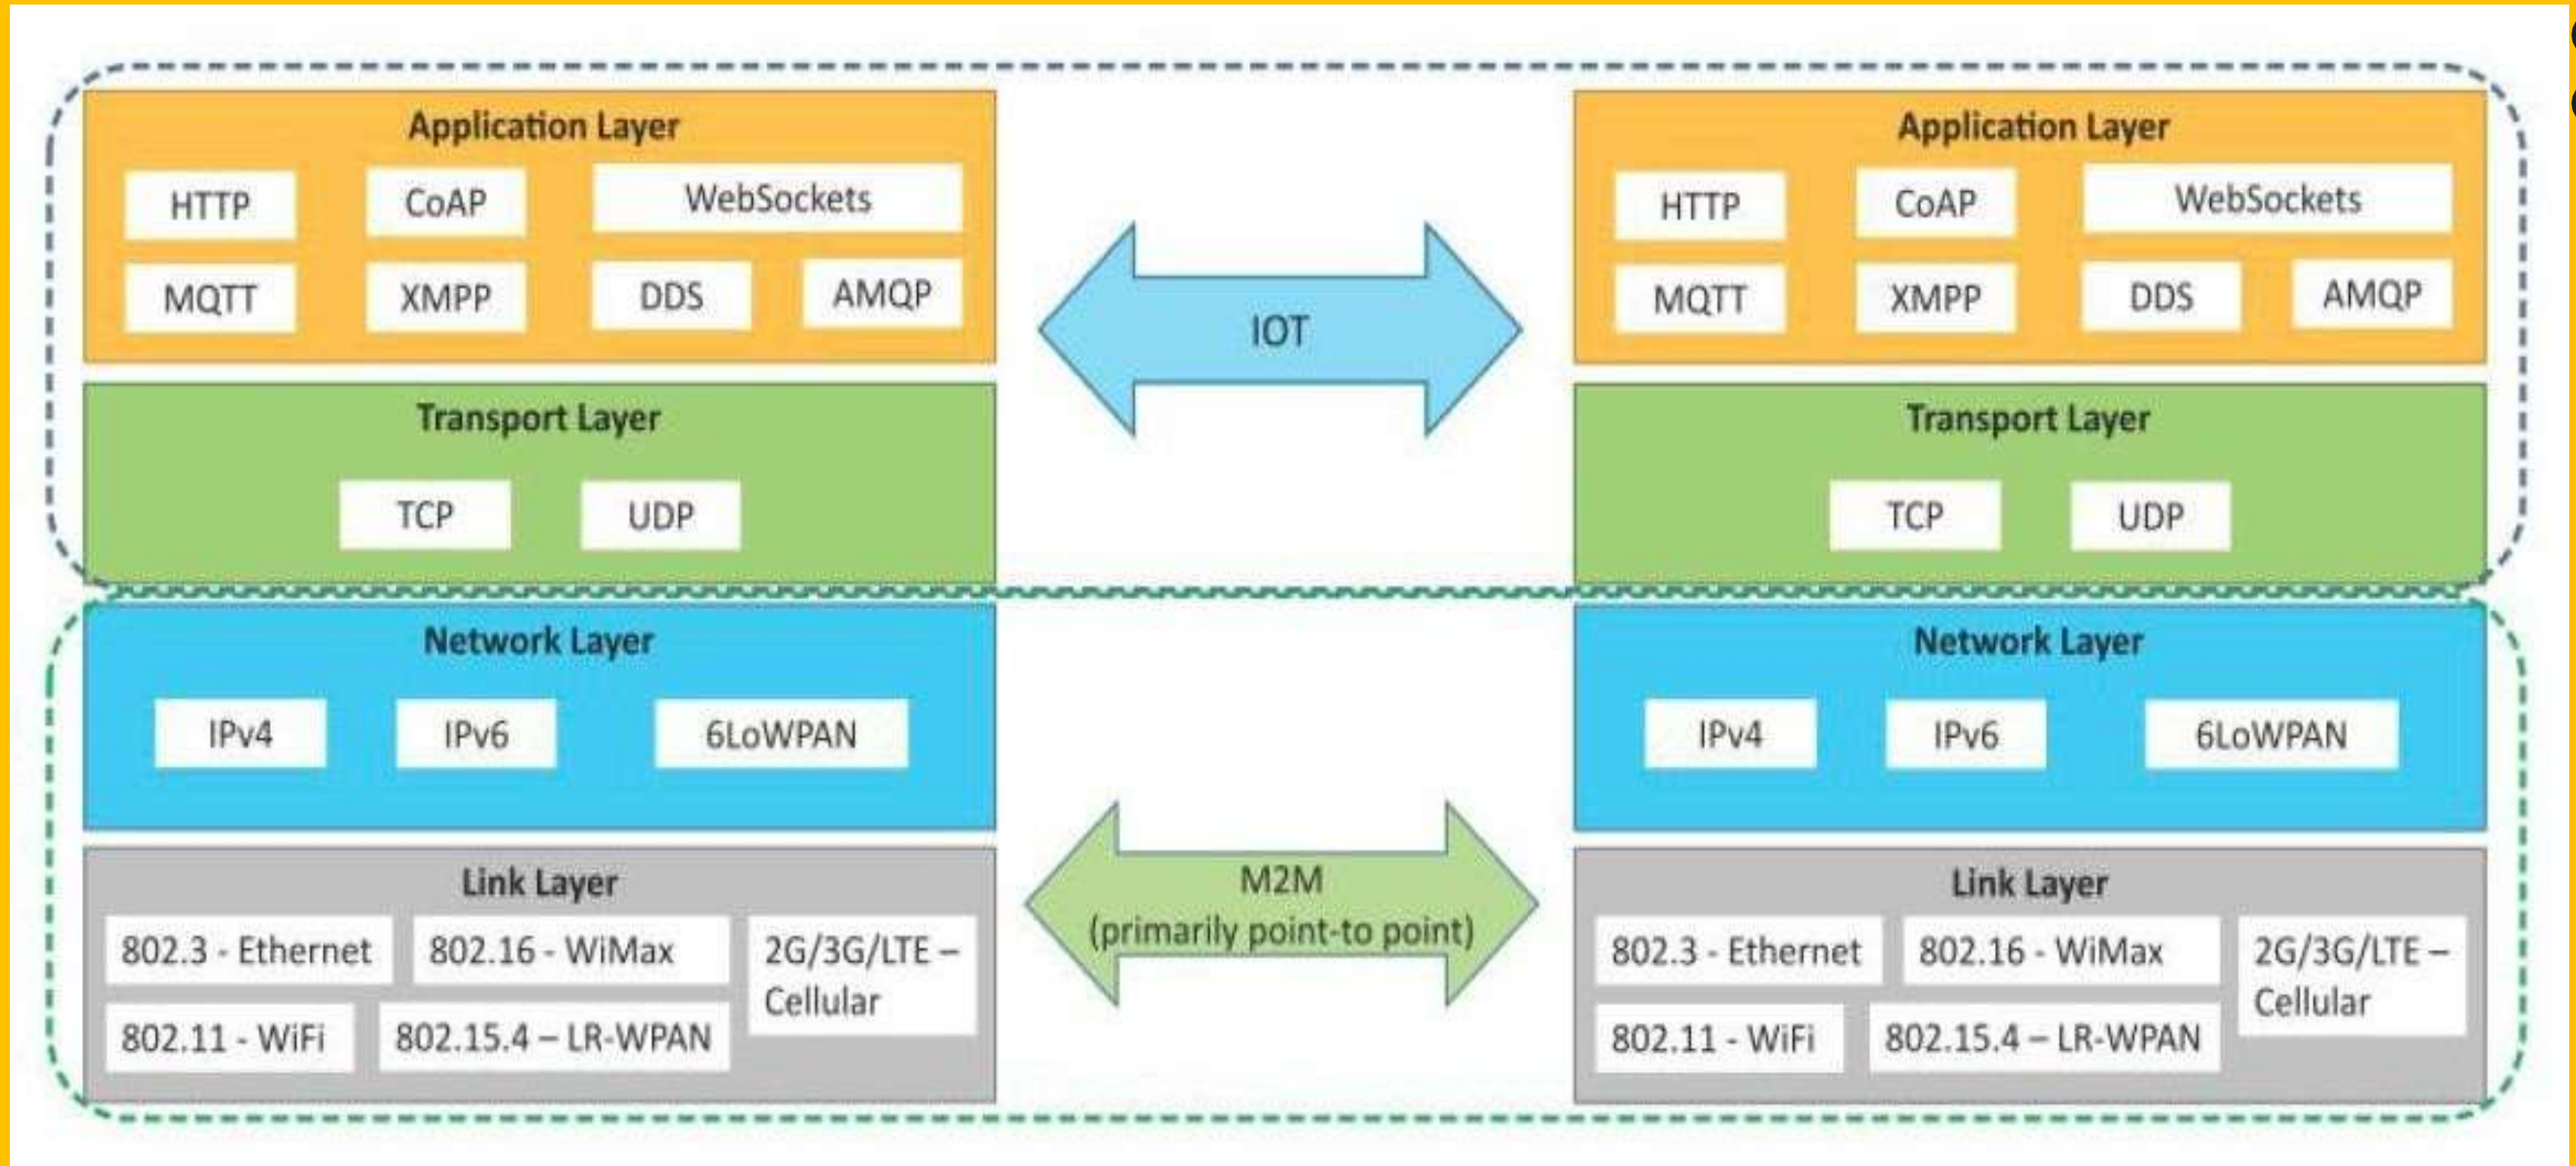 Application Layer
HTTP CoAP WebSockets
MQTT XMPP DDS AMQP
Transport Layer
TCP UDP
Network Layer
IPv4 IPv6 6LoWPAN
Link Layer
802.3 - Ethernet 802.16 - WiMax 2G/3G/LTE –
Cellular
802.11 - WiFi 802.15.4 – LR-WPAN
IOT
M2M
(primarily point-to point)
Application Layer
HTTP CoAP WebSockets
MQTT XMPP DDS AMQP
Transport Layer
TCP UDP
Network Layer
IPv4 IPv6 6LoWPAN
Link Layer
802.3 - Ethernet 802.16 - WiMax 2G/3G/LTE –
Cellular
802.11 - WiFi 802.15.4 – LR-WPAN